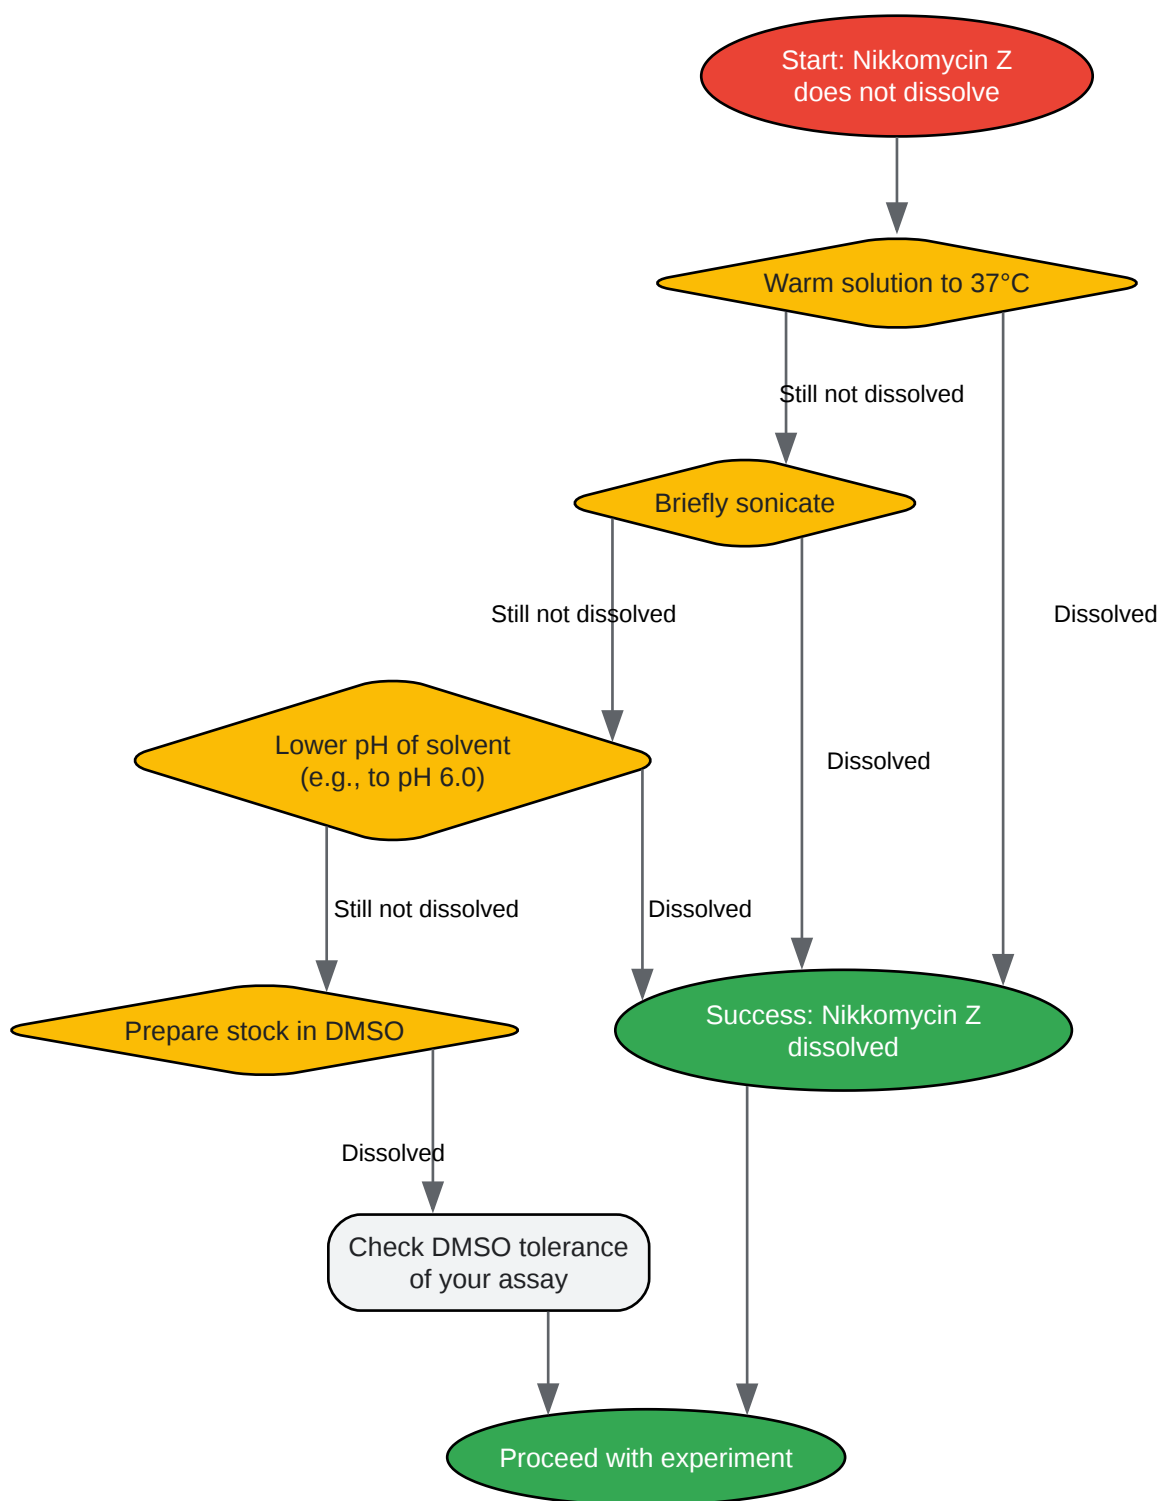 Start: Nikkomycin Z
does not dissolve
Warm solution to 37°C
Still not dissolved
Briefly sonicate
Still not dissolved
Dissolved
Lower pH of solvent
(e.g., to pH 6.0)
Dissolved
Still not dissolved
Dissolved
Prepare stock in DMSO
Success: Nikkomycin Z
dissolved
Dissolved
Check DMSO tolerance
of your assay
Proceed with experiment